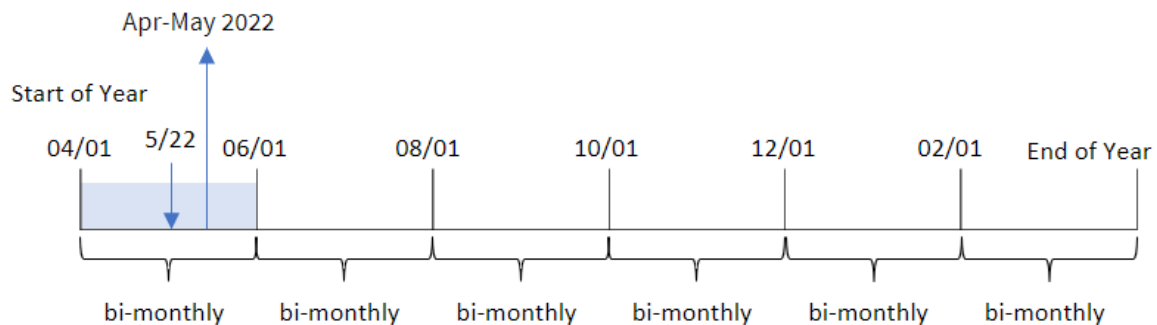 Apr-May 2022
Start of Year
04/01 5/22 06/01 08/01 10/01 12/01 02/01 End of Year
bi-monthly bi-monthly bi-monthly bi-monthly bi-monthly bi-monthly